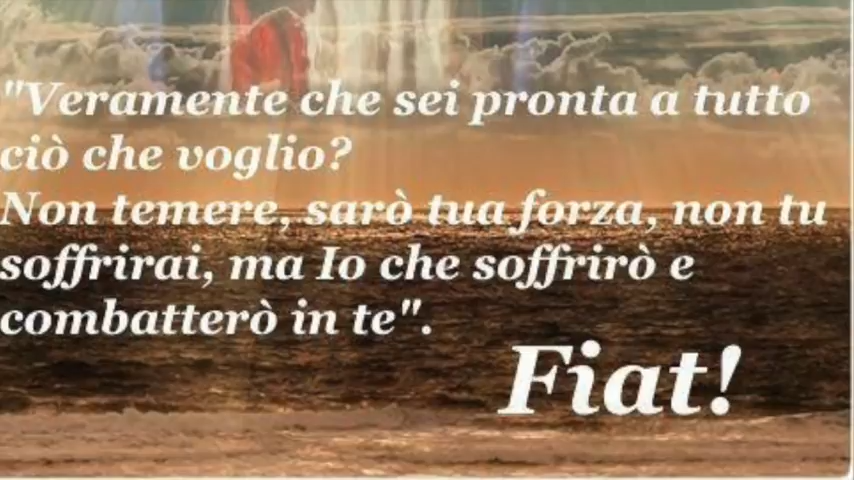 "Veramente che sei pronta a tutto
ciò che voglio?
Non temere, sarò tua forza, non tu
soffrirai, ma Io che soffrirò e
combatterò in te".
Fiat!